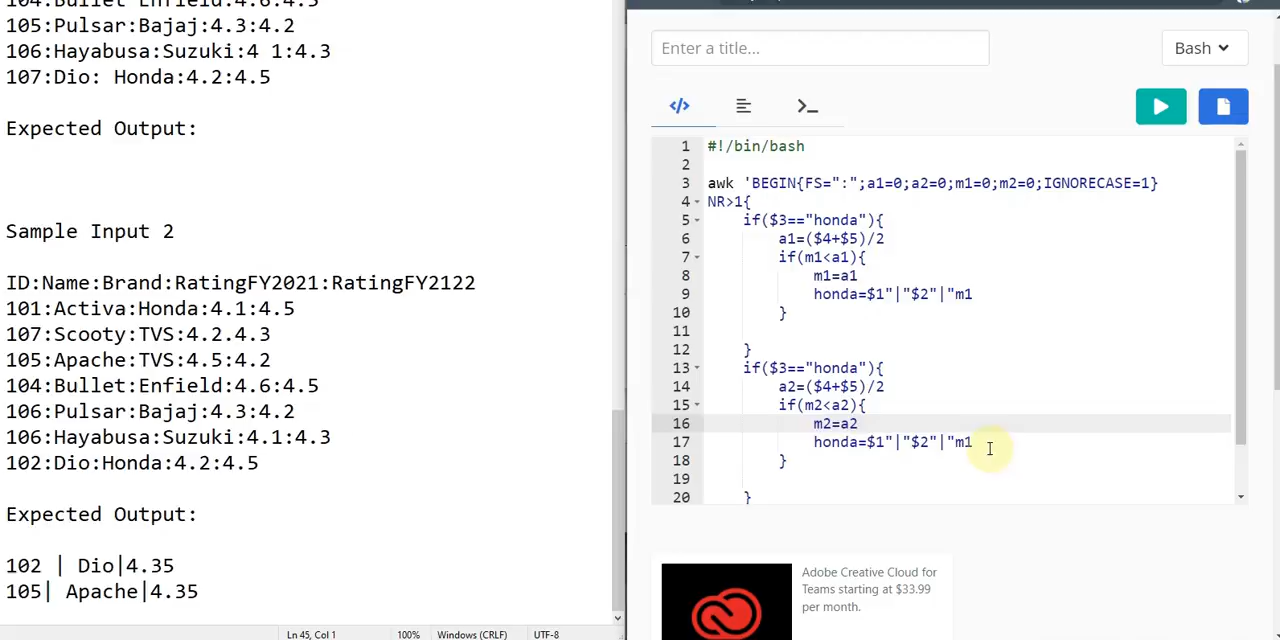 104:Bullet Enfield:4.6:4.5
105:Pulsar:Bajaj:4.3:4.2
106:Hayabusa:Suzuki:4 1:4.3
107:Dio: Honda:4.2:4.5
Expected Output:
Sample Input 2
ID:Name:Brand:RatingFY2021:RatingFY2122
101:Activa:Honda:4.1:4.5
107:Scooty:TVS:4.2.4.3
105:Apache:TVS:4.5:4.2
104:Bullet:Enfield:4.6:4.5
106:Pulsar:Bajaj:4.3:4.2
106:Hayabusa:Suzuki:4.1:4.3
102:Dio:Honda:4.2:4.5
Expected Output:
102 | Dio|4.35
105| Apache|4.35
Ln 45, Col 1
100%
Windows (CRLF)
UTF-8
Enter a title...
Bash
1 #!/bin/bash
2
3 awk 'BEGIN{FS=":";a1=0;a2=0;m1=0;m2=0;IGNORECASE=1}
4 NR>1{
5 if($3=="honda"){
6 a1=($4+$5)/2
7 if(m1<a1){
8 m1=a1
9 honda=$1"|"$2"|"m1
10 }
11
12 }
13 if($3=="honda"){
14 a2=($4+$5)/2
15 if(m2<a2){
16 m2=a2
17 honda=$1"|"$2"|"m1
18 }
19
20 }
Adobe Creative Cloud for
Teams starting at $33.99
per month.